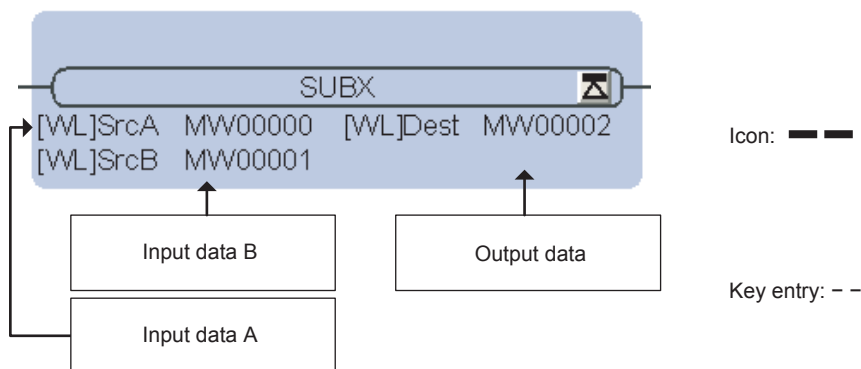 SUBX
[WL]SrcA MW00000 [WL]Dest MW00002
[WL]SrcB MW00001
Icon: ━ ━
Input data B
Output data
Key entry: - -
Input data A